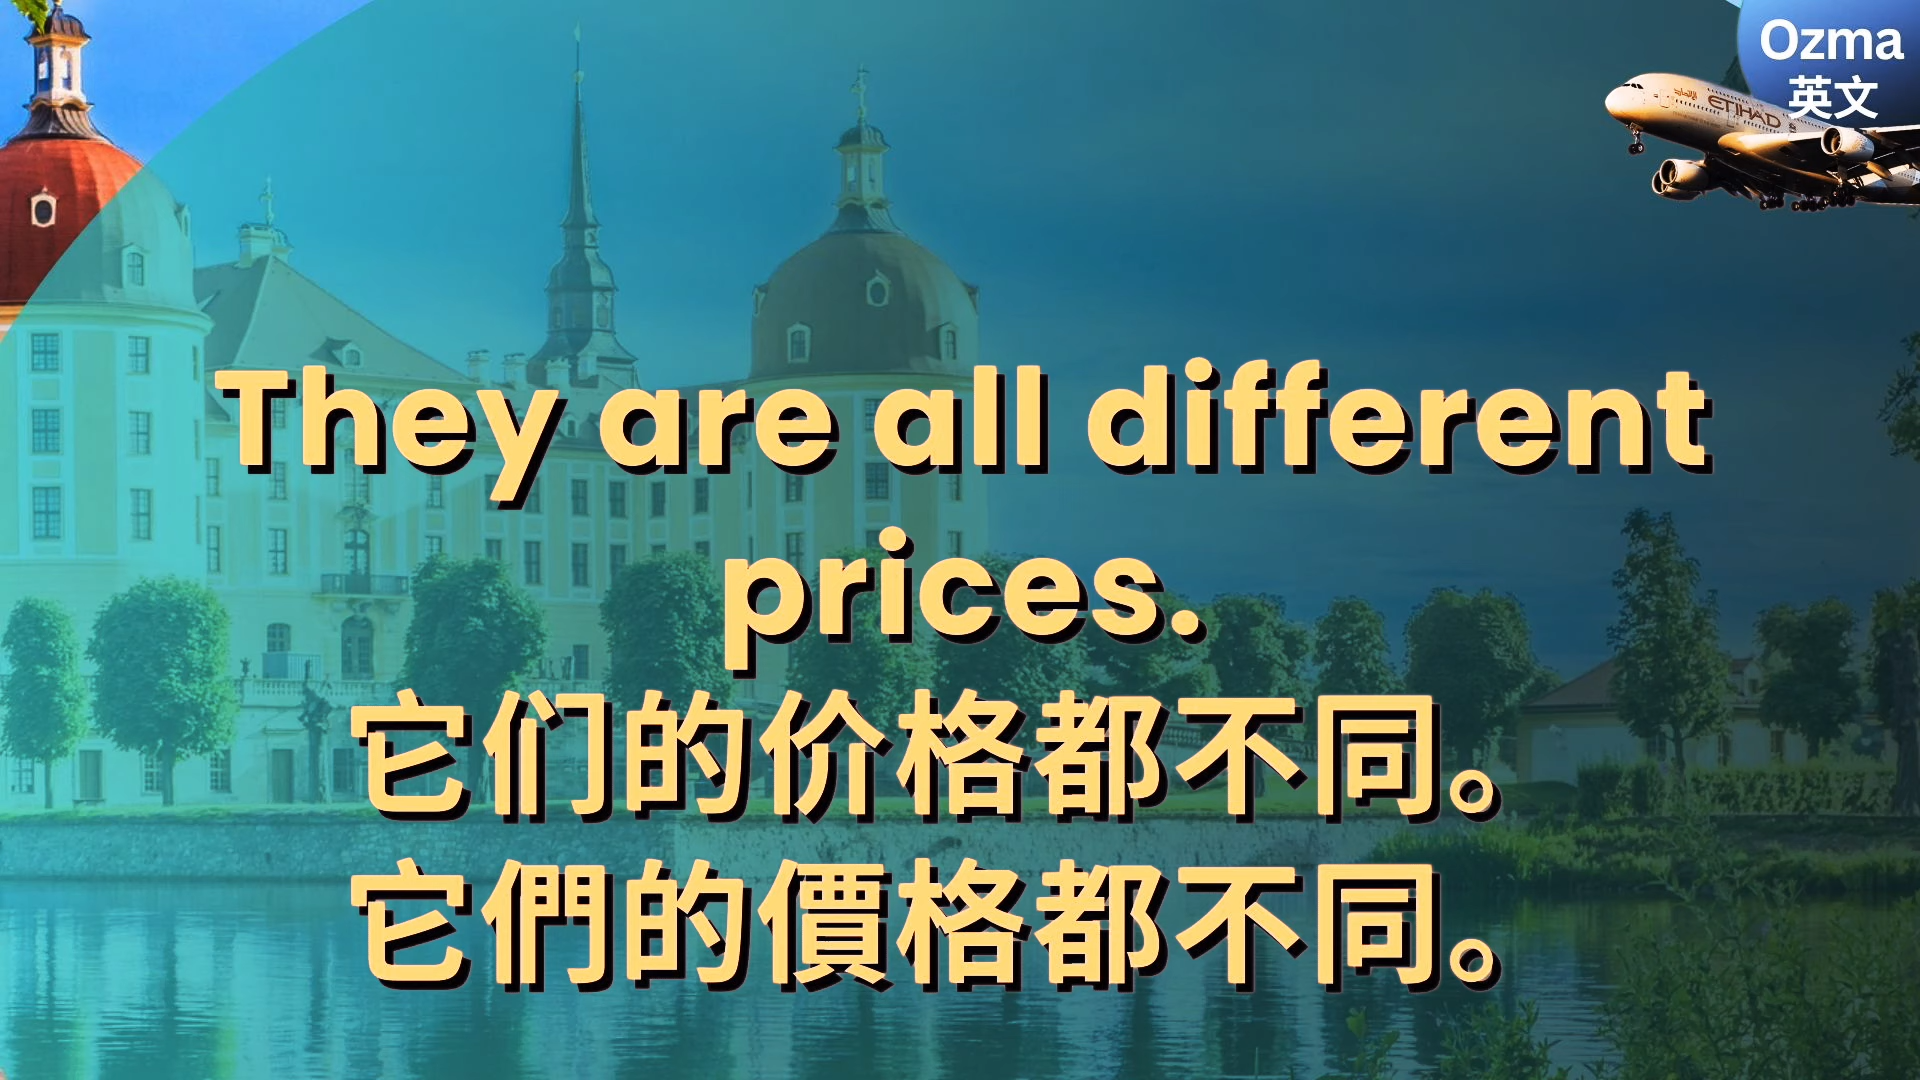 Ozma
英文
ETIHAD
They are all different
prices.
它们的价格都不同。
它們的價格都不同。